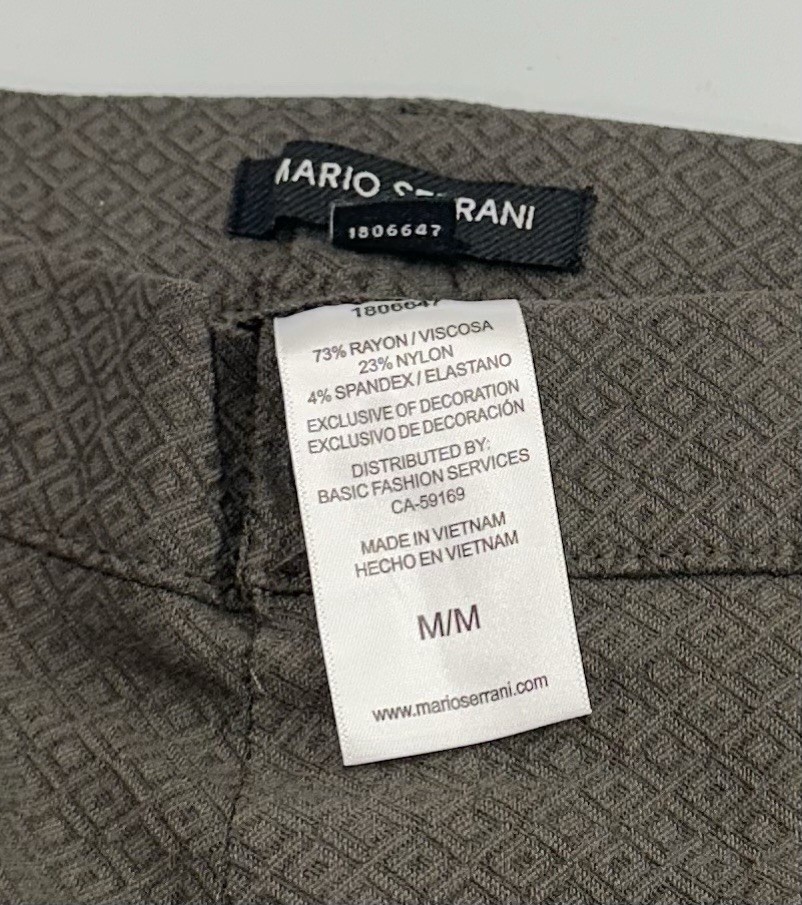 MARIO SERRANI
1806647
1806647
73% RAYON / VISCOSA
23% NYLON
4% SPANDEX / ELASTANO
EXCLUSIVE OF DECORATION
EXCLUSIVO DE DECORACIÓN
DISTRIBUTED BY:
BASIC FASHION SERVICES
CA-59169
MADE IN VIETNAM
HECHO EN VIETNAM
M/M
www.marioserrani.com